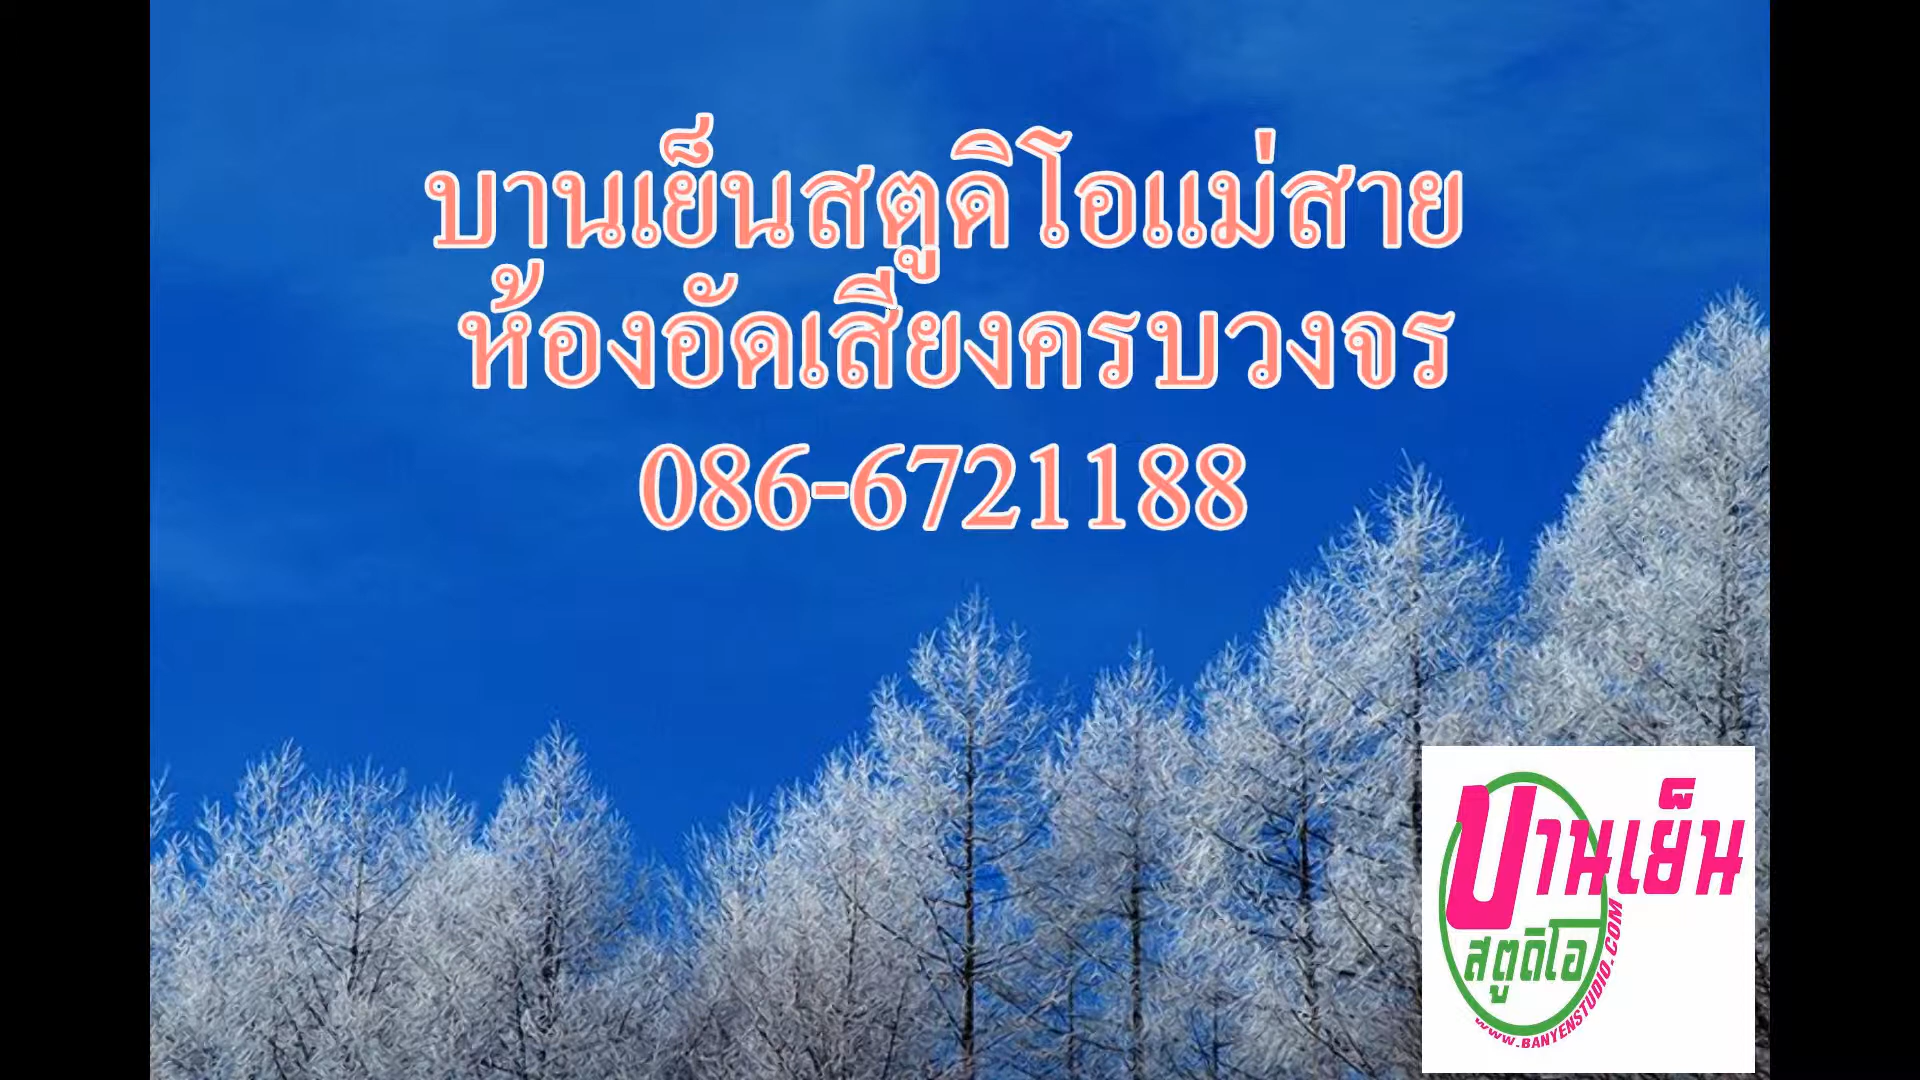 บานเย็นสตูดิโอแม่สาย
ห้องอัดเสียงครบวงจร
086-6721188
บานเย็น
สตูดิโอ
WWW.BANYENSTUDIO.COM